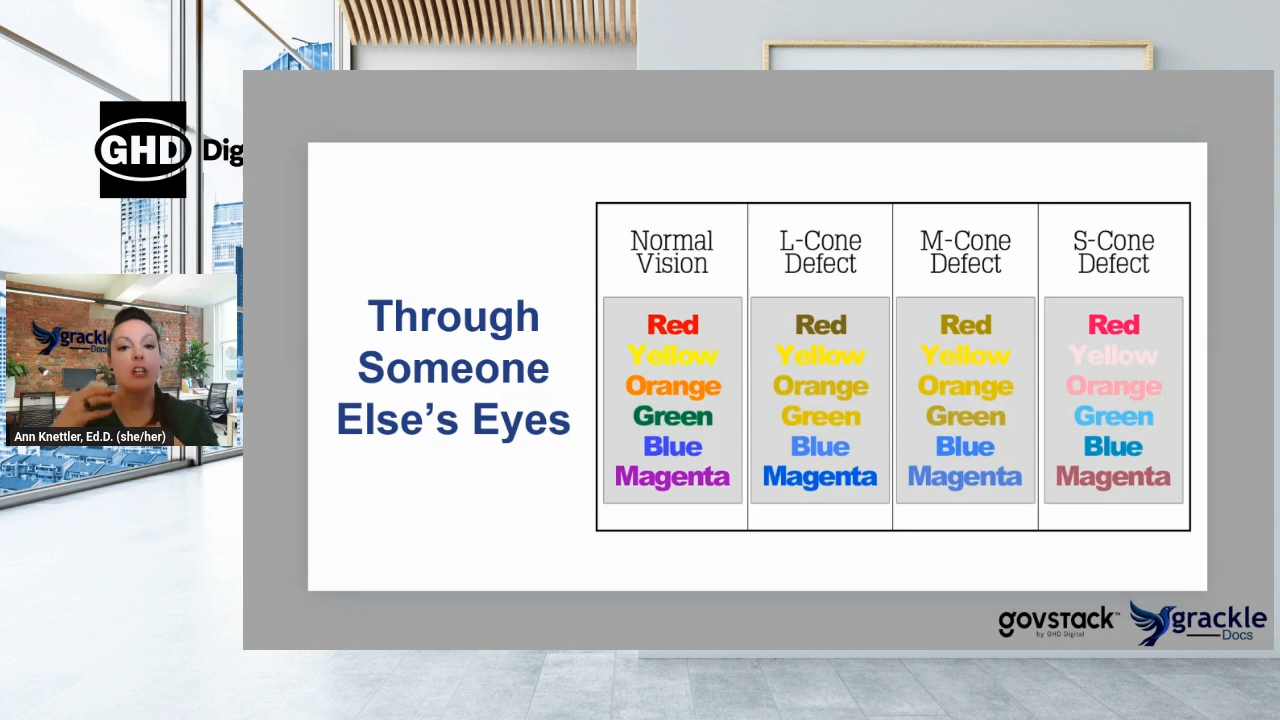 GHD Dig
grackle
Docs
Ann Knettler, Ed.D. (she/her)
Through
Someone
Else's Eyes
Normal
Vision
Red
Yellow
Orange
Green
Blue
Magenta
L-Cone
Defect
Red
Yellow
Orange
Green
Blue
Magenta
M-Cone
Defect
Red
Yellow
Orange
Green
Blue
Magenta
S-Cone
Defect
Red
Yellow
Orange
Green
Blue
Magenta
govstack™
by GHD Digital
grackle
Docs